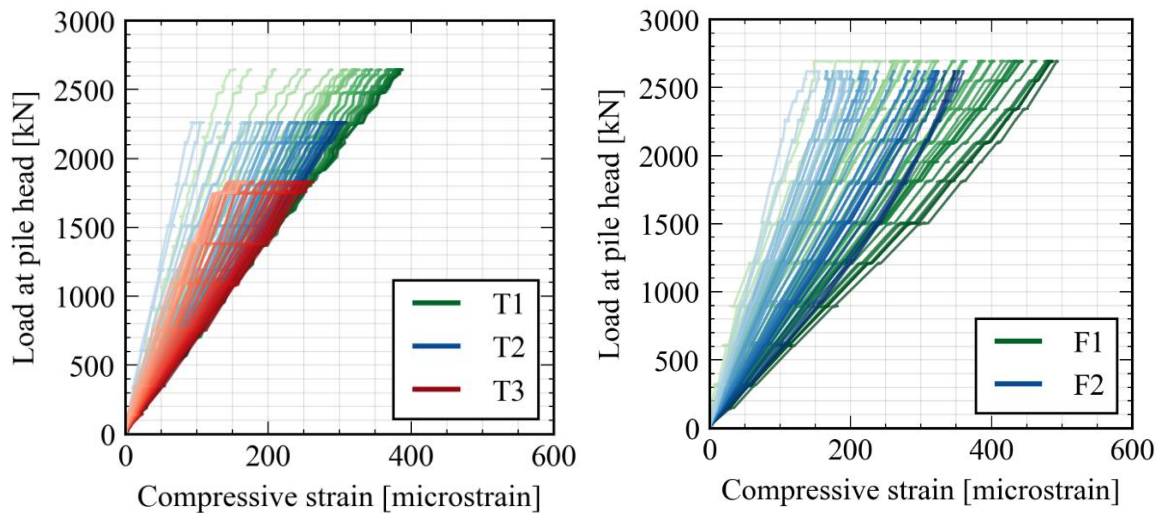 3000
2500
2000
1500
1000
500
0
Load at pile head [kN]
T1
T2
T3
0 200 400 600
Compressive strain [microstrain]
3000
2500
2000
1500
1000
500
0
Load at pile head [kN]
F1
F2
0 200 400 600
Compressive strain [microstrain]